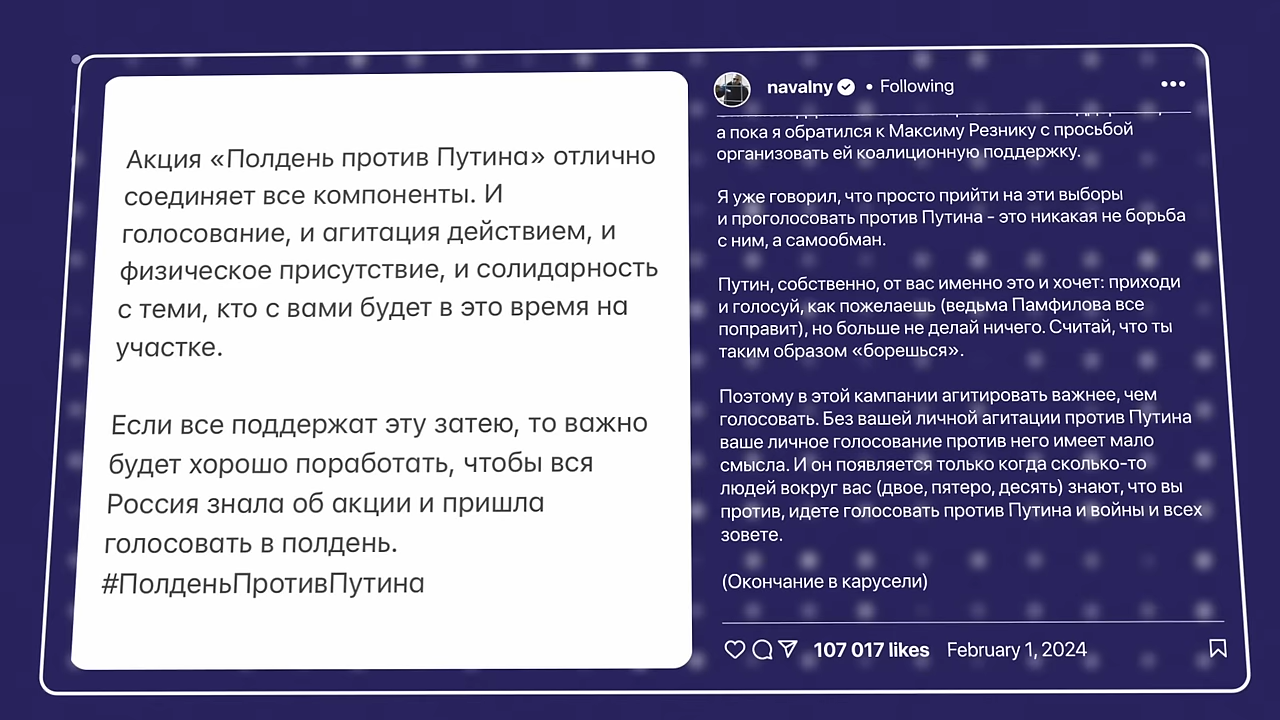 Акция «Полдень против Путина» отлично
соединяет все компоненты. И
голосование, и агитация действием, и
физическое присутствие, и солидарность
с теми, кто с вами будет в это время на
участке.
Если все поддержат эту затею, то важно
будет хорошо поработать, чтобы вся
Россия знала об акции и пришла
голосовать в полдень.
#ПолденьПротивПутина
navalny • Following
а пока я обратился к Максиму Резнику с просьбой
организовать ей коалиционную поддержку.
Я уже говорил, что просто прийти на эти выборы
и проголосовать против Путина - это никакая не борьба
с ним, а самообман.
Путин, собственно, от вас именно это и хочет: приходи
и голосуй, как пожелаешь (ведьма Памфилова все
поправит), но больше не делай ничего. Считай, что ты
таким образом «борешься».
Поэтому в этой кампании агитировать важнее, чем
голосовать. Без вашей личной агитации против Путина
ваше личное голосование против него имеет мало
смысла. И он появляется только когда сколько-то
людей вокруг вас (двое, пятеро, десять) знают, что вы
против, идете голосовать против Путина и войны и всех
зовете.
(Окончание в карусели)
107 017 likes February 1, 2024